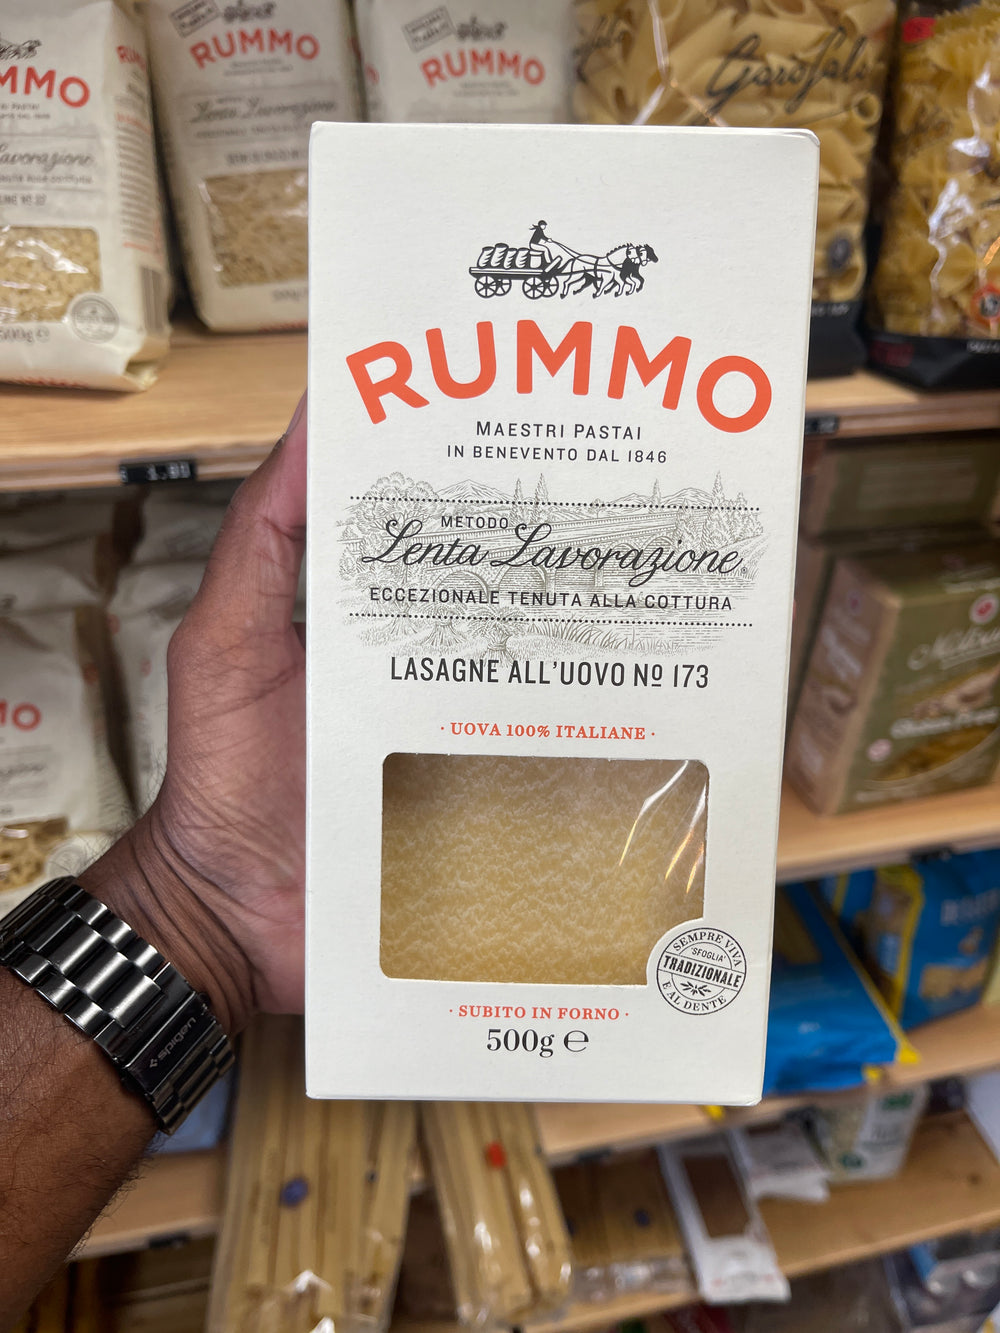 RUMMO
MAESTRI PASTAI
IN BENEVENTO DAL 1846
METODO
Lenta Lavorazione®
ECCEZIONALE TENUTA ALLA COTTURA
LASAGNE ALL'UOVO Nº 173
· UOVA 100% ITALIANE ·
SEMPRE VIVA
'SFOGLIA'
TRADIZIONALE
E AL DENTE
· SUBITO IN FORNO ·
500g ℮
RUMMO
Lenta Lavorazione
RUMMO
Garofalo
spigen